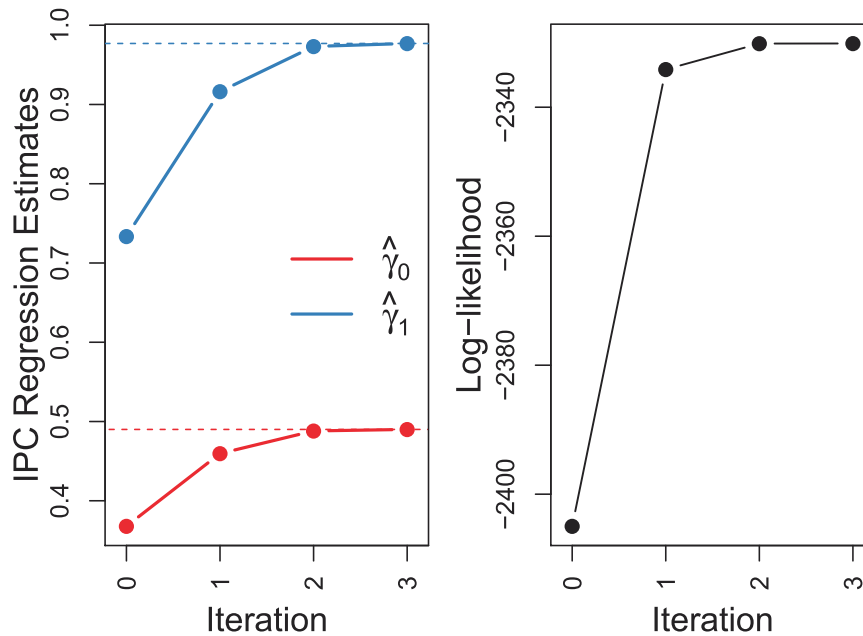 IPC Regression Estimates
1.0
0.9
0.8
0.7
0.6
0.5
0.4
γ̂0
γ̂1
0 1 2 3
Iteration
Log−likelihood
−2340
−2360
−2380
−2400
0 1 2 3
Iteration